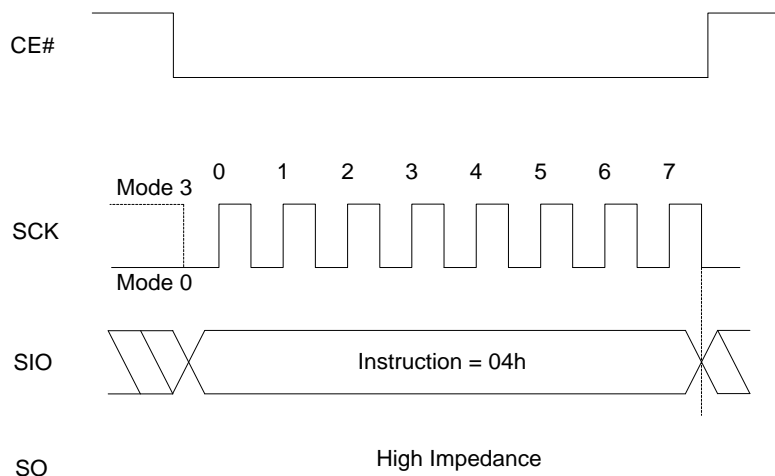 CE#
0 1 2 3 4 5 6 7
Mode 3
SCK
Mode 0
SIO
Instruction = 04h
SO
High Impedance